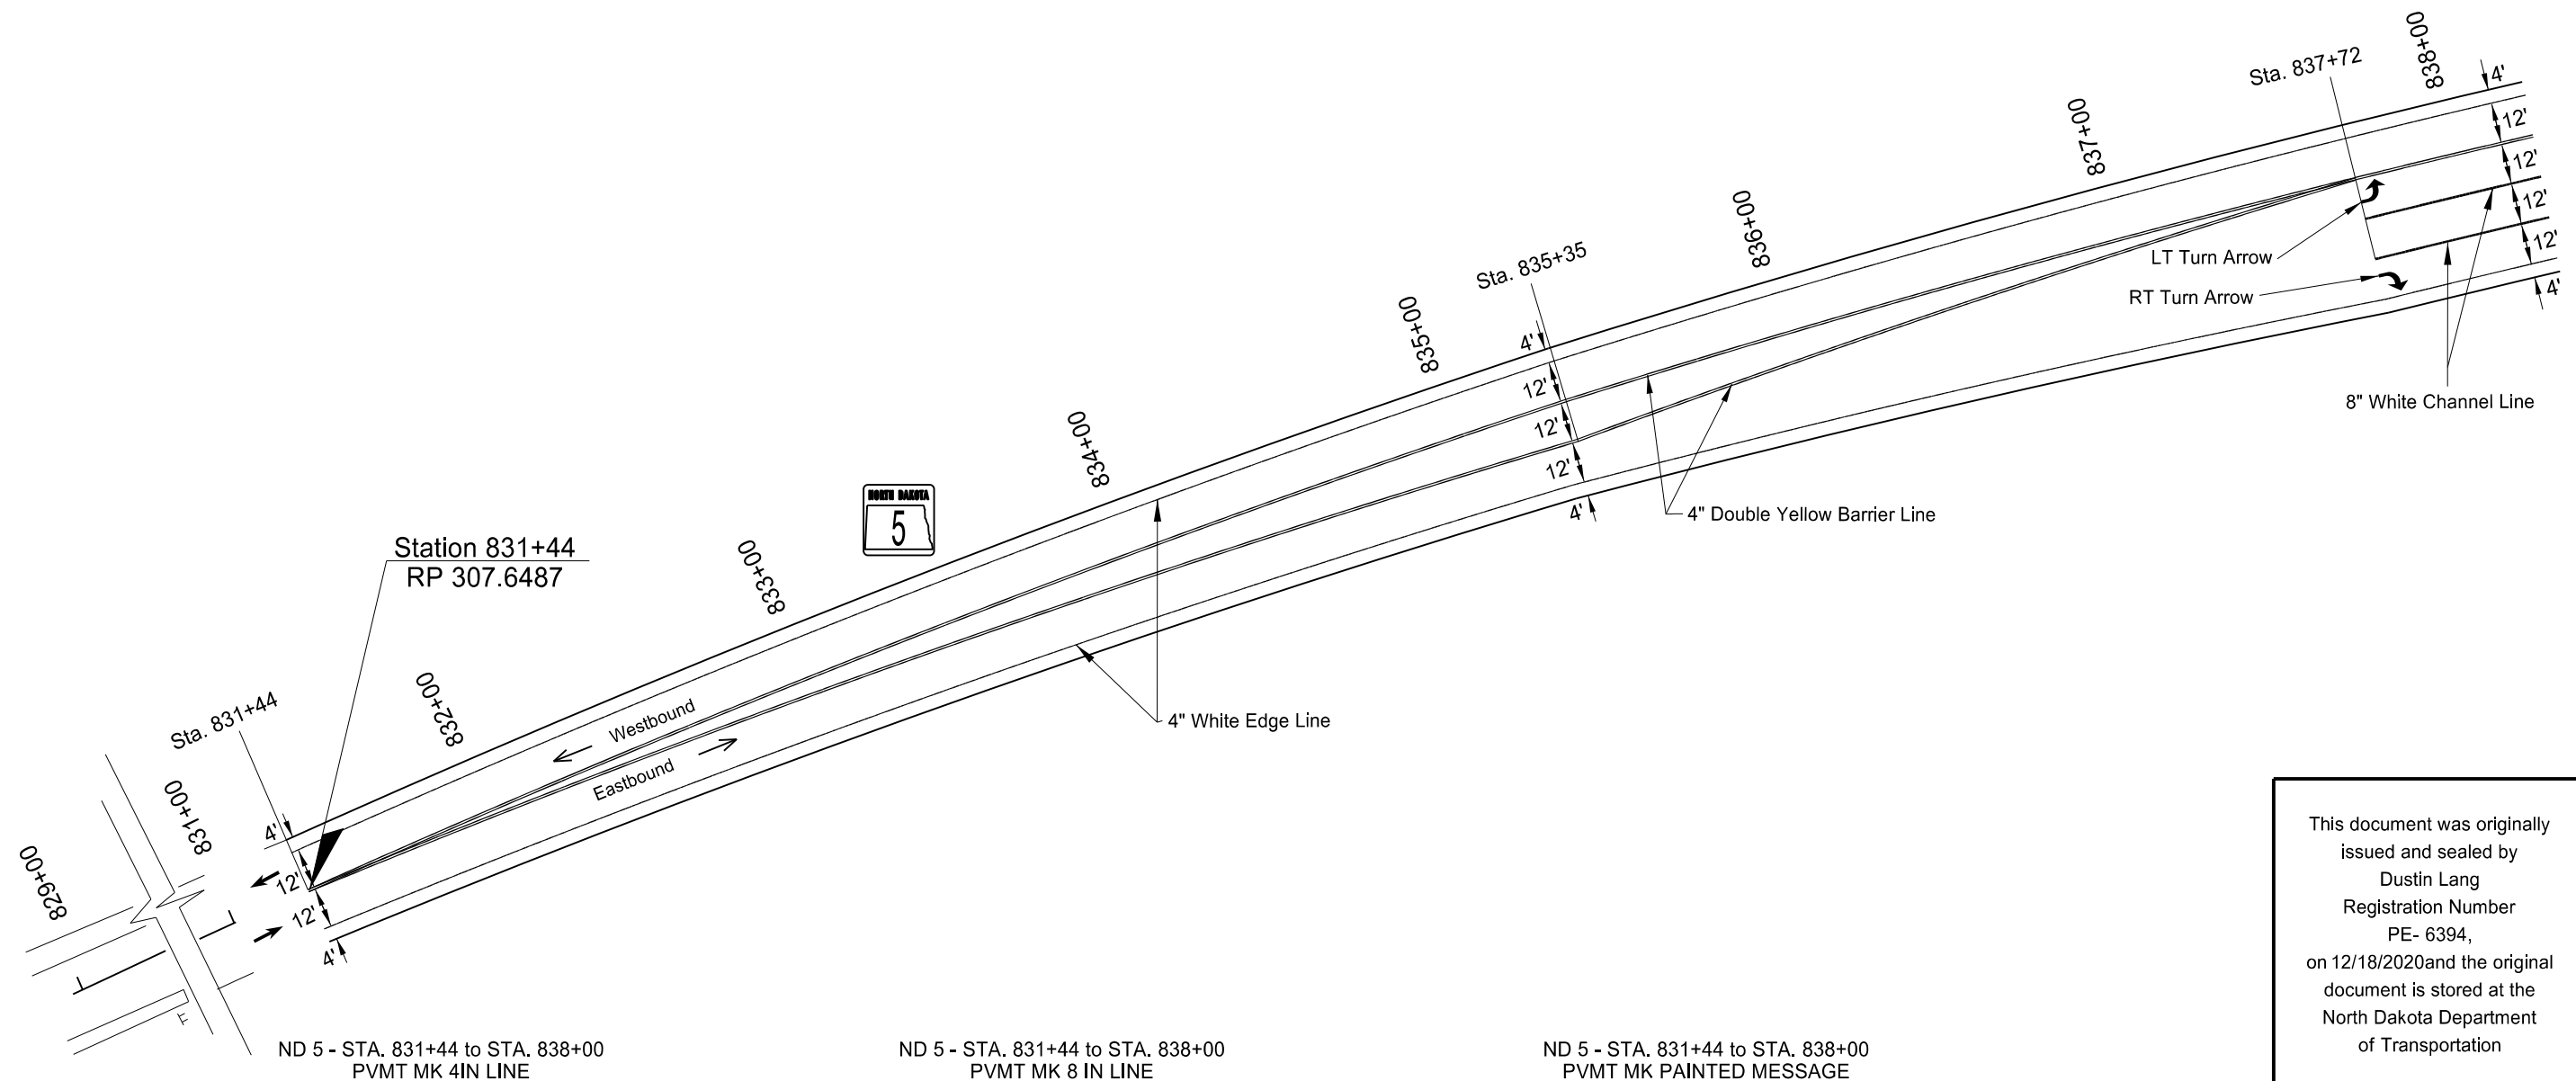 838+00
Sta. 837+72
4'
12'
837+00
12'
12'
LT Turn Arrow
12'
RT Turn Arrow
4'
836+00
Sta. 835+35
835+00
4'
12'
8" White Channel Line
12'
12'
834+00
4'
4" Double Yellow Barrier Line
NORTH DAKOTA
5
Station 831+44
RP 307.6487
833+00
832+00
Sta. 831+44
Westbound
4" White Edge Line
Eastbound
831+00
4'
829+00
12'
12'
4'
This document was originally
issued and sealed by
Dustin Lang
Registration Number
PE- 6394,
on 12/18/2020and the original
document is stored at the
North Dakota Department
of Transportation
ND 5 - STA. 831+44 to STA. 838+00
PVMT MK 4IN LINE
ND 5 - STA. 831+44 to STA. 838+00
PVMT MK 8 IN LINE
ND 5 - STA. 831+44 to STA. 838+00
PVMT MK PAINTED MESSAGE